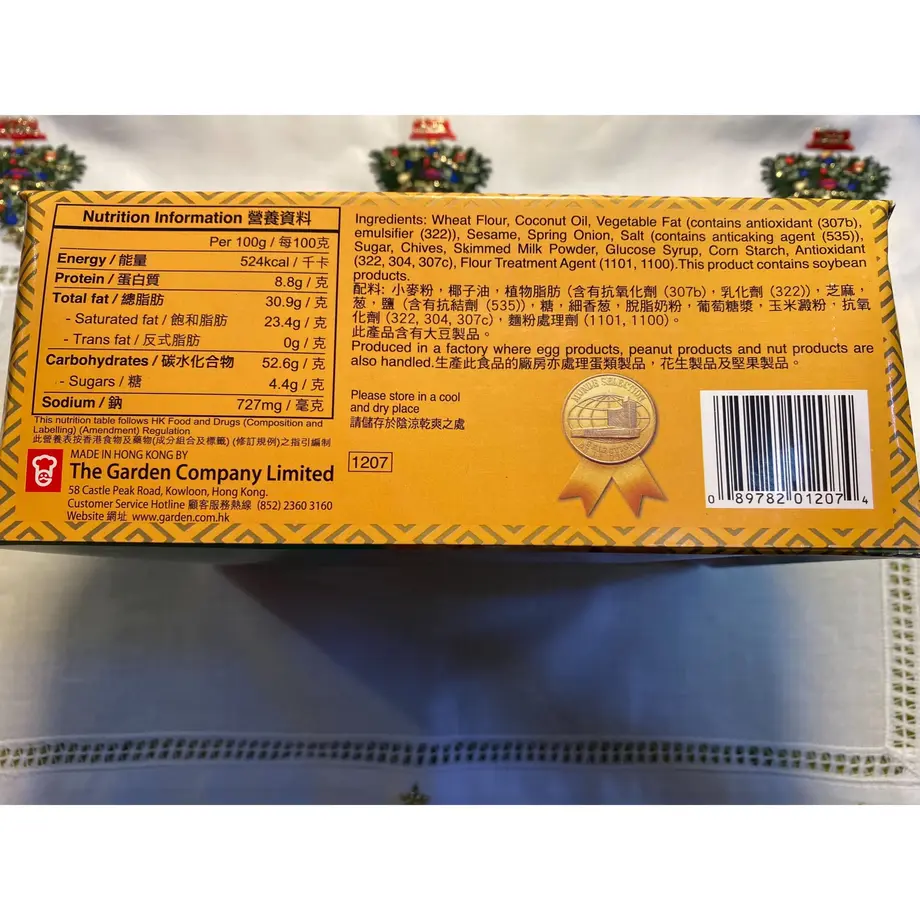 Nutrition Information 營養資料
Per 100g / 每100克
Energy / 能量 524kcal / 千卡
Protein / 蛋白質 8.8g / 克
Total fat / 總脂肪 30.9g / 克
- Saturated fat / 飽和脂肪 23.4g / 克
- Trans fat / 反式脂肪 0g / 克
Carbohydrates / 碳水化合物 52.6g / 克
- Sugars / 糖 4.4g / 克
Sodium / 鈉 727mg / 毫克
This nutrition table follows HK Food and Drugs (Composition and
Labelling) (Amendment) Regulation
此營養表按香港食物及藥物(成分組合及標籤) (修訂規例)之指引編制
MADE IN HONG KONG BY
The Garden Company Limited
58 Castle Peak Road, Kowloon, Hong Kong.
Customer Service Hotline 顧客服務熱線 (852) 2360 3160
Website 網址 www.garden.com.hk
Ingredients: Wheat Flour, Coconut Oil, Vegetable Fat (contains antioxidant (307b),
emulsifier (322)), Sesame, Spring Onion, Salt (contains anticaking agent (535)),
Sugar, Chives, Skimmed Milk Powder, Glucose Syrup, Corn Starch, Antioxidant
(322, 304, 307c), Flour Treatment Agent (1101, 1100).This product contains soybean
products.
配料:小麥粉,椰子油,植物脂肪(含有抗氧化劑(307b),乳化劑(322)),芝麻,
葱,鹽(含有抗結劑(535)),糖,細香葱,脫脂奶粉,葡萄糖漿,玉米澱粉,抗氧
化劑(322, 304, 307c),麵粉處理劑(1101, 1100)。
此產品含有大豆製品。
Produced in a factory where egg products, peanut products and nut products are
also handled.生產此食品的廠房亦處理蛋類製品,花生製品及堅果製品。
Please store in a cool
and dry place
請儲存於陰涼乾爽之處
1207
MONDE SELECTION
0 89782 01207 4